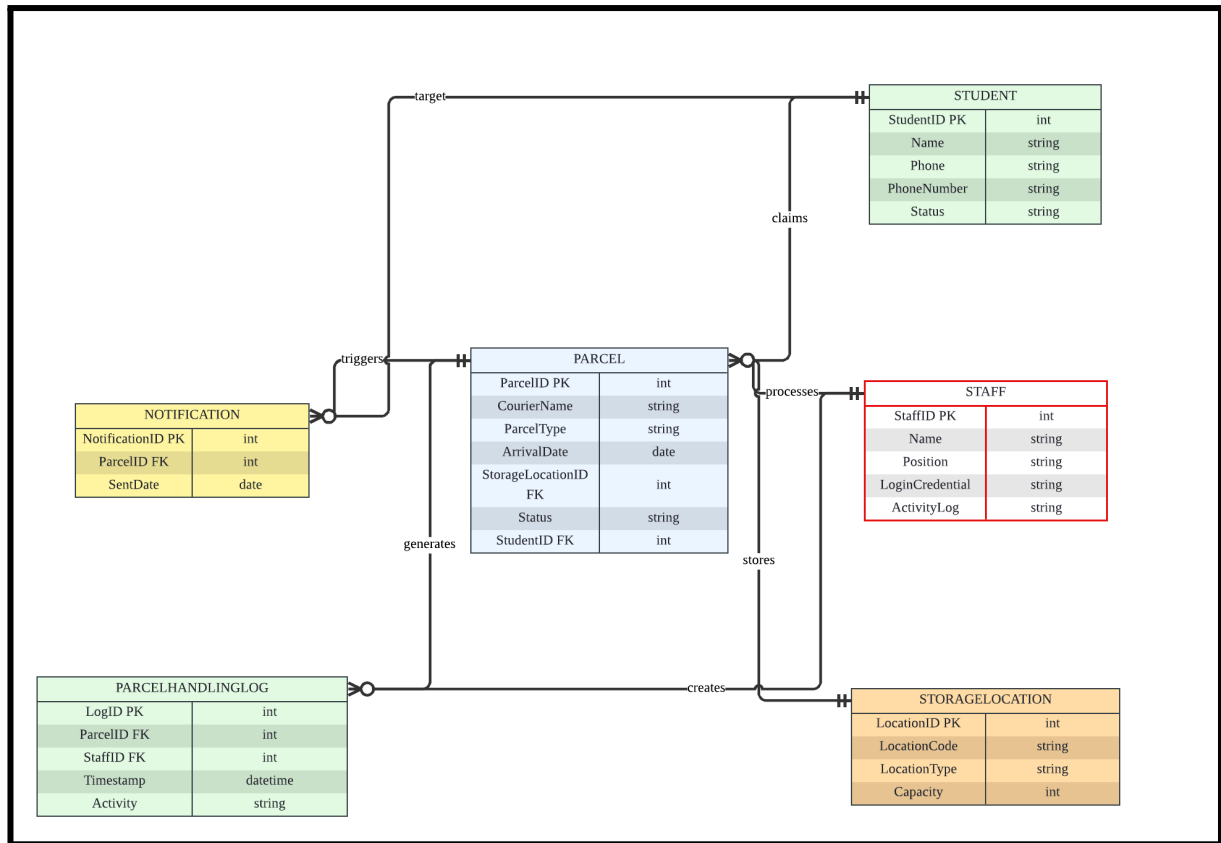 target
STUDENT
StudentID PK int
Name string
Phone string
PhoneNumber string
Status string
claims
triggers
PARCEL
ParcelID PK int
CourierName string
ParcelType string
ArrivalDate date
StorageLocationID
FK int
Status string
StudentID FK int
processes
STAFF
StaffID PK int
Name string
Position string
LoginCredential string
ActivityLog string
NOTIFICATION
NotificationID PK int
ParcelID FK int
SentDate date
generates
stores
PARCELHANDLINGLOG
LogID PK int
ParcelID FK int
StaffID FK int
Timestamp datetime
Activity string
creates
STORAGELOCATION
LocationID PK int
LocationCode string
LocationType string
Capacity int